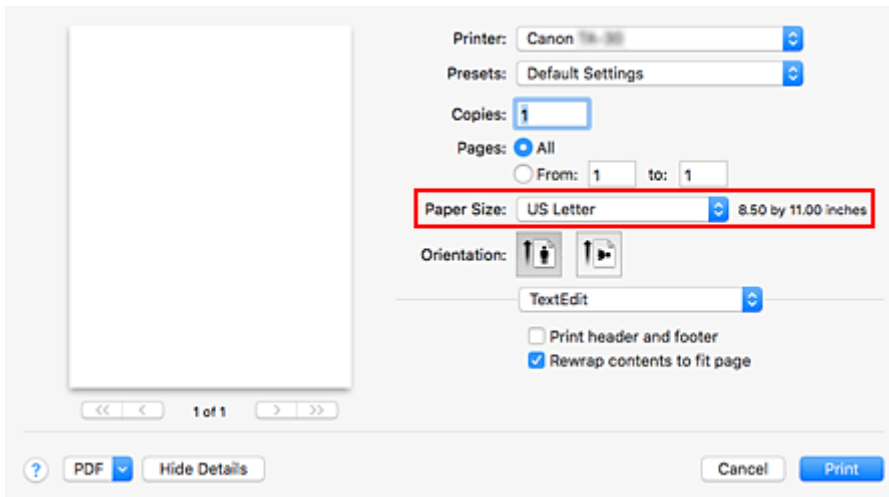 Printer: Canon
Presets: Default Settings
Copies: 1
Pages: All
From: 1 to: 1
Paper Size: US Letter 8.50 by 11.00 inches
Orientation:
TextEdit
Print header and footer
Rewrap contents to fit page
<< < 1 of 1 > >>
? PDF Hide Details Cancel Print